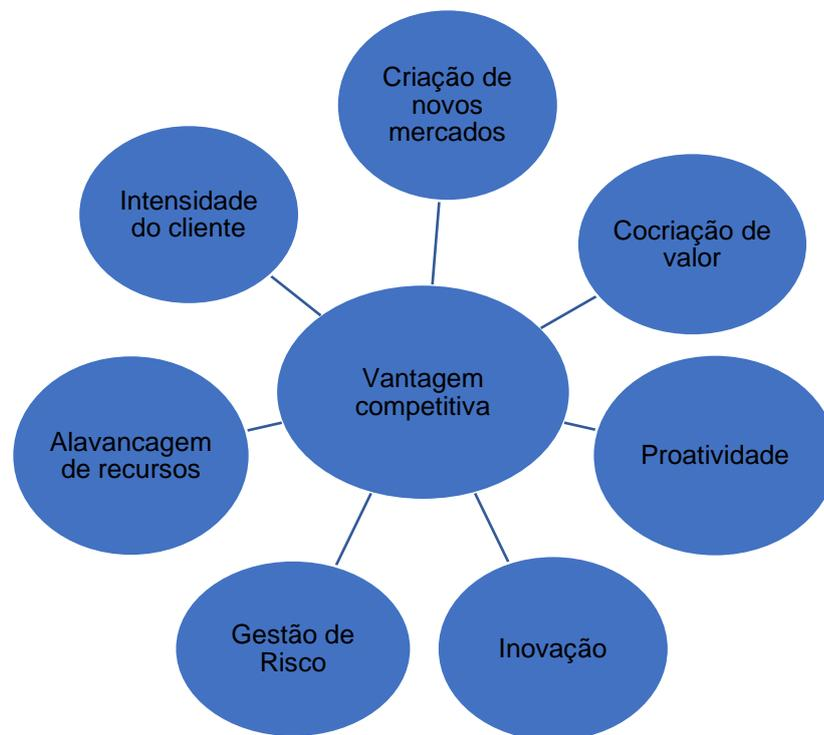 Criação de
novos
mercados
Intensidade
do cliente
Cocriação de
valor
Vantagem
competitiva
Alavancagem
de recursos
Proatividade
Gestão de
Risco
Inovação